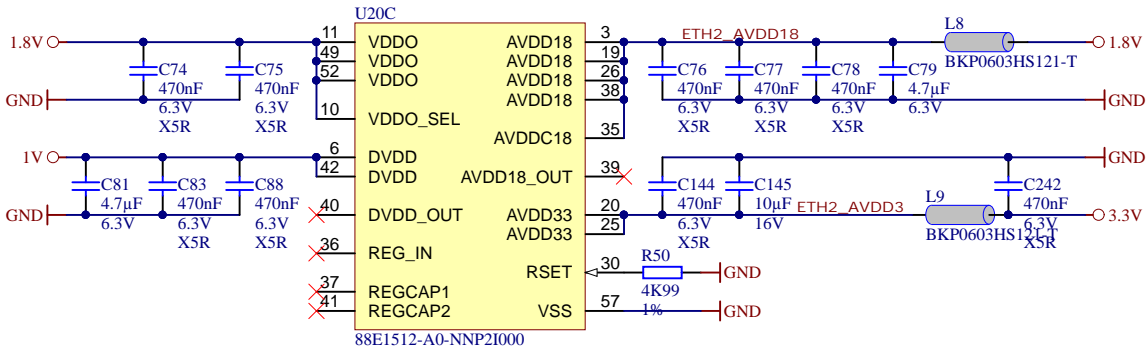 U20C
1.8V
GND
C74
470nF
6.3V
X5R
C75
470nF
6.3V
X5R
11
49
52
10
VDDO
VDDO
VDDO
VDDO_SEL
1V
GND
C81
4.7µF
6.3V
C83
470nF
6.3V
X5R
C88
470nF
6.3V
X5R
6
42
40
36
37
41
DVDD
DVDD
DVDD_OUT
REG_IN
REGCAP1
REGCAP2
AVDD18
AVDD18
AVDD18
AVDD18
AVDDC18
AVDD18_OUT
AVDD33
AVDD33
RSET
VSS
3
19
26
38
35
39
20
25
30
57
ETH2_AVDD18
L8
BKP0603HS121-T
1.8V
C76
470nF
6.3V
X5R
C77
470nF
6.3V
X5R
C78
470nF
6.3V
X5R
C79
4.7µF
6.3V
GND
GND
C144
470nF
6.3V
X5R
C145
10µF
16V
ETH2_AVDD3
L9
BKP0603HS121-T
C242
470nF
6.3V
X5R
3.3V
R50
4K99
1%
GND
GND
88E1512-A0-NNP2I000